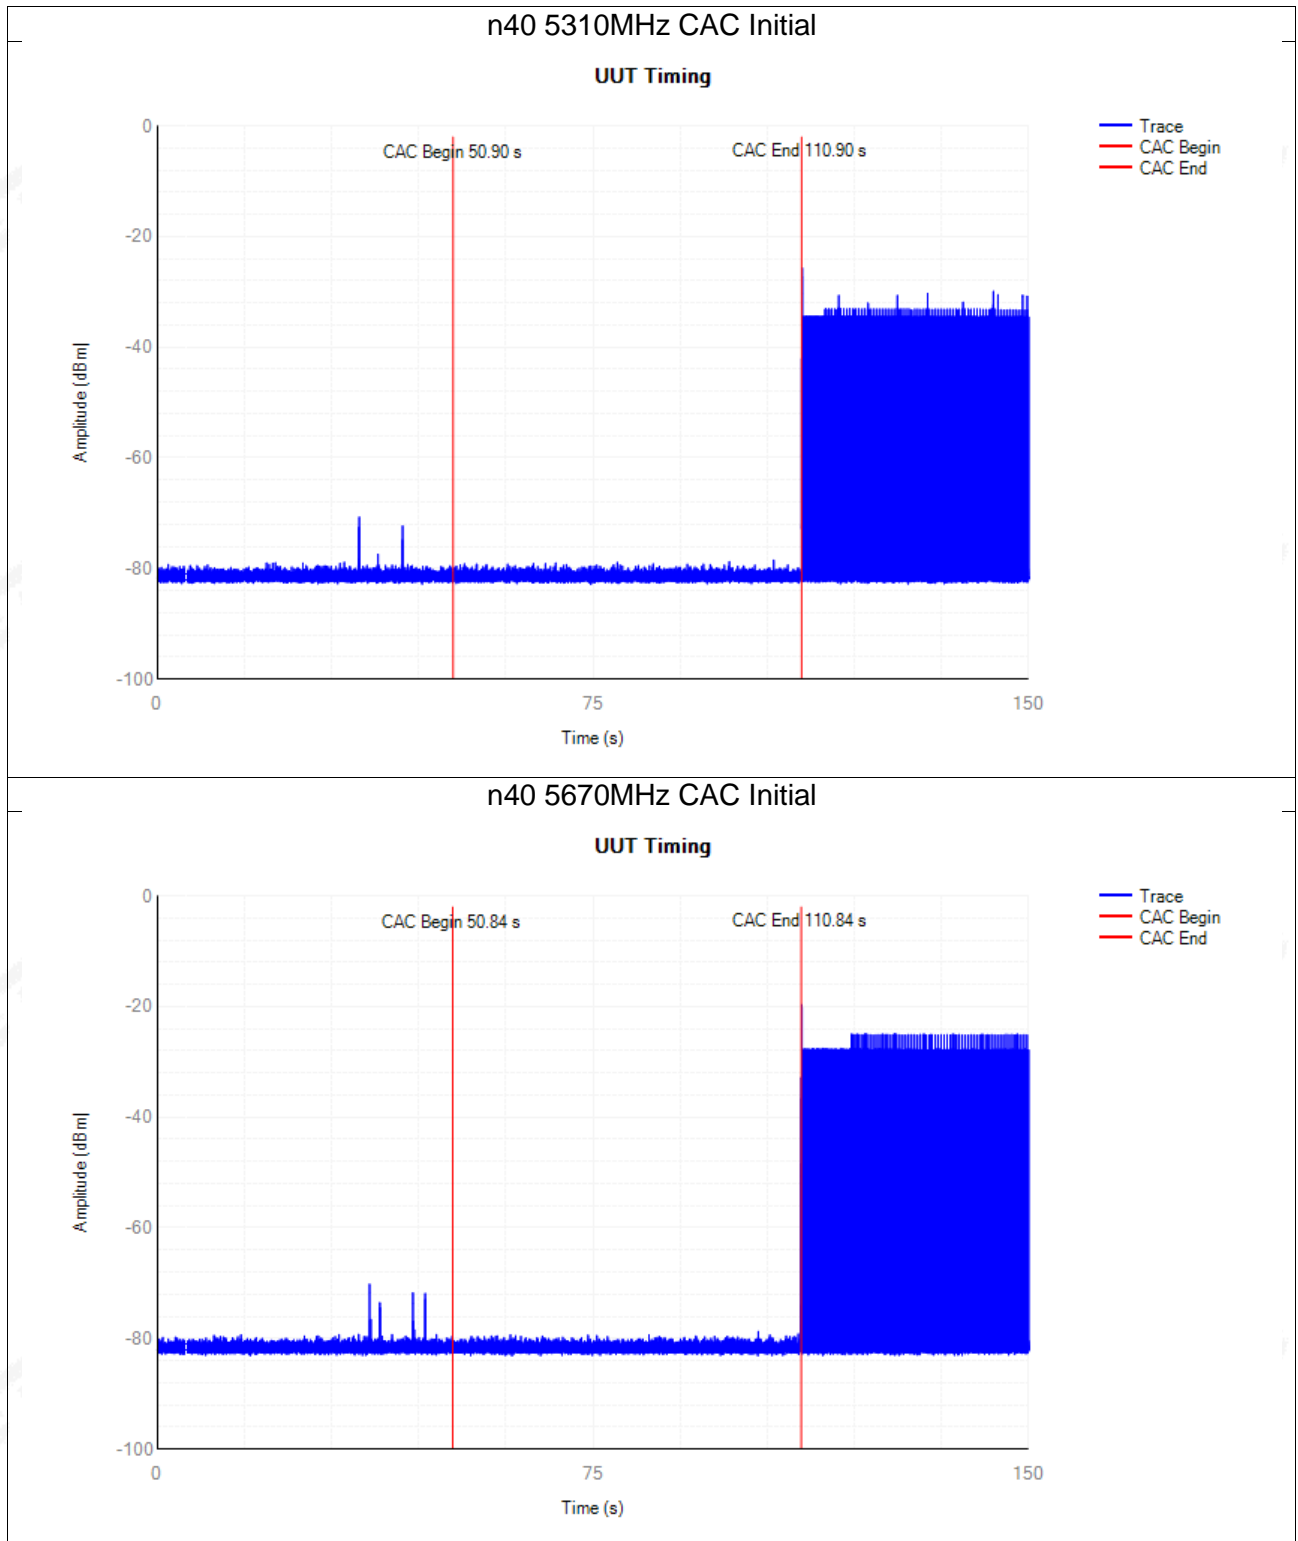 n40 5310MHz CAC Initial
UUT Timing
0
CAC Begin 50.90 s
CAC End 110.90 s
Trace
CAC Begin
CAC End
-20
-40
Amplitude [dBm]
-60
-80
-100
0
75
150
Time (s)
n40 5670MHz CAC Initial
UUT Timing
0
CAC Begin 50.84 s
CAC End 110.84 s
Trace
CAC Begin
CAC End
-20
-40
Amplitude [dBm]
-60
-80
-100
0
75
150
Time (s)